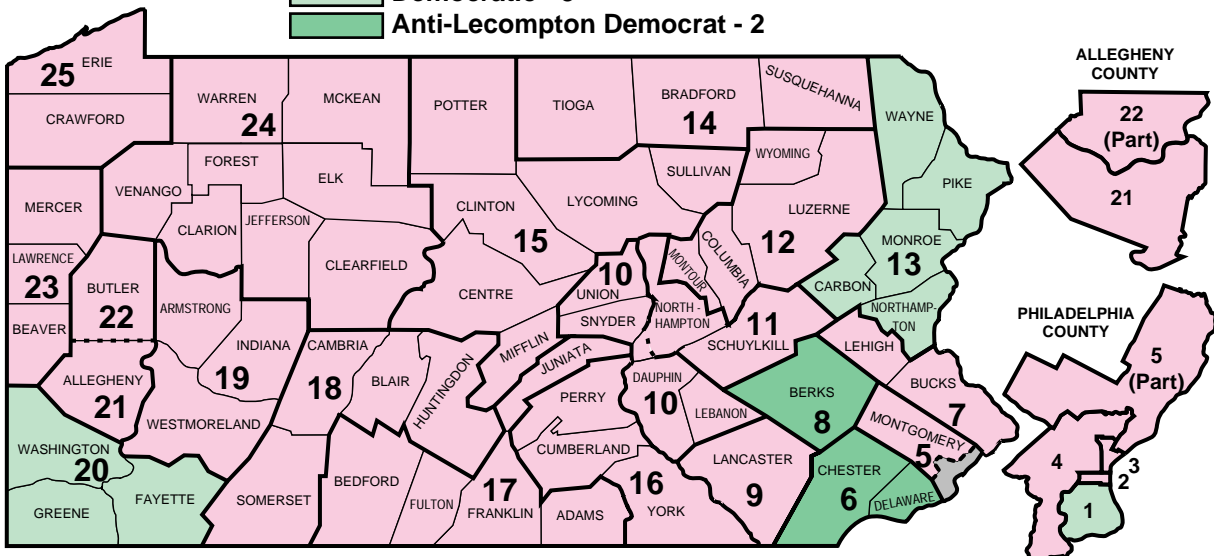 Democratic - 3
Anti-Lecompton Democrat - 2
ERIE
25
CRAWFORD
WARREN
24
MCKEAN
POTTER
TIOGA
BRADFORD
14
SUSQUEHANNA
WAYNE
PIKE
FOREST
ELK
VENANGO
CLARION
JEFFERSON
CLEARFIELD
MERCER
LAWRENCE
23
BEAVER
BUTLER
22
ARMSTRONG
INDIANA
19
ALLEGHENY
21
WESTMORELAND
CLINTON
15
CENTRE
LYCOMING
SULLIVAN
WYOMING
LUZERNE
12
COLUMBIA
MONTOUR
10
UNION
SNYDER
NORTH -
HAMPTON
11
SCHUYLKILL
MONROE
13
CARBON
NORTHAMP-
TON
LEHIGH
BUCKS
7
MONTGOMERY
5
BERKS
8
CHESTER
6
DELAWARE
LANCASTER
9
LEBANON
DAUPHIN
10
PERRY
JUNIATA
MIFFLIN
HUNTINGDON
CAMBRIA
18
BLAIR
CUMBERLAND
16
YORK
ADAMS
17
FRANKLIN
FULTON
BEDFORD
SOMERSET
WASHINGTON
20
GREENE
FAYETTE
ALLEGHENY
COUNTY
22
(Part)
21
PHILADELPHIA
COUNTY
5
(Part)
4
3
2
1